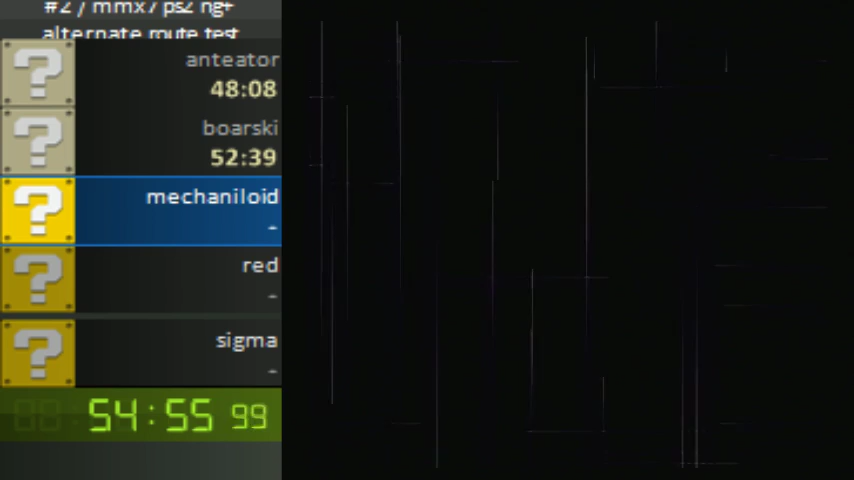 #2 / mmx7 ps2 ng+
alternate route test
anteator
48:08
boarski
52:39
mechaniloid
-
red
-
sigma
-
54:55 99